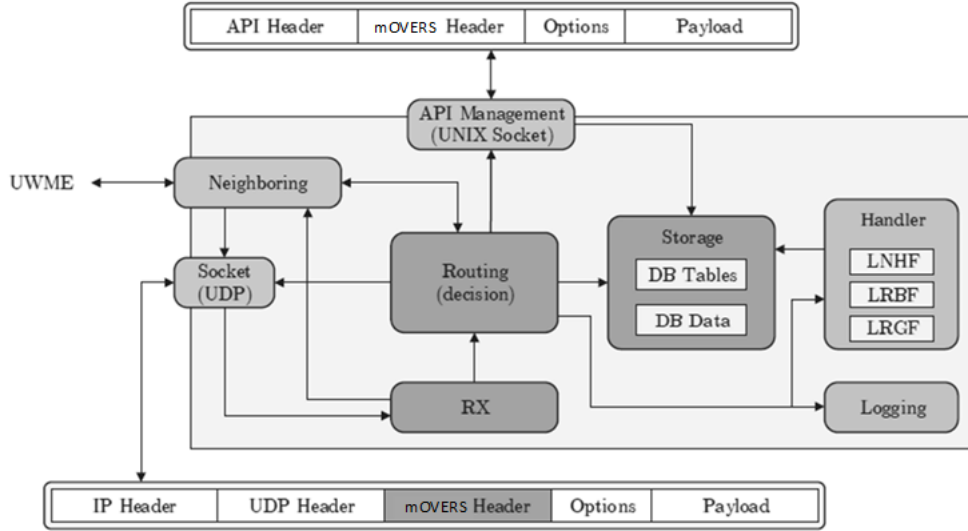 API Header mOVERS Header Options Payload
API Management
(UNIX Socket)
UWME
Neighboring
Socket
(UDP)
Routing
(decision)
RX
Storage
DB Tables
DB Data
Handler
LNHF
LRBF
LRGF
Logging
IP Header UDP Header mOVERS Header Options Payload